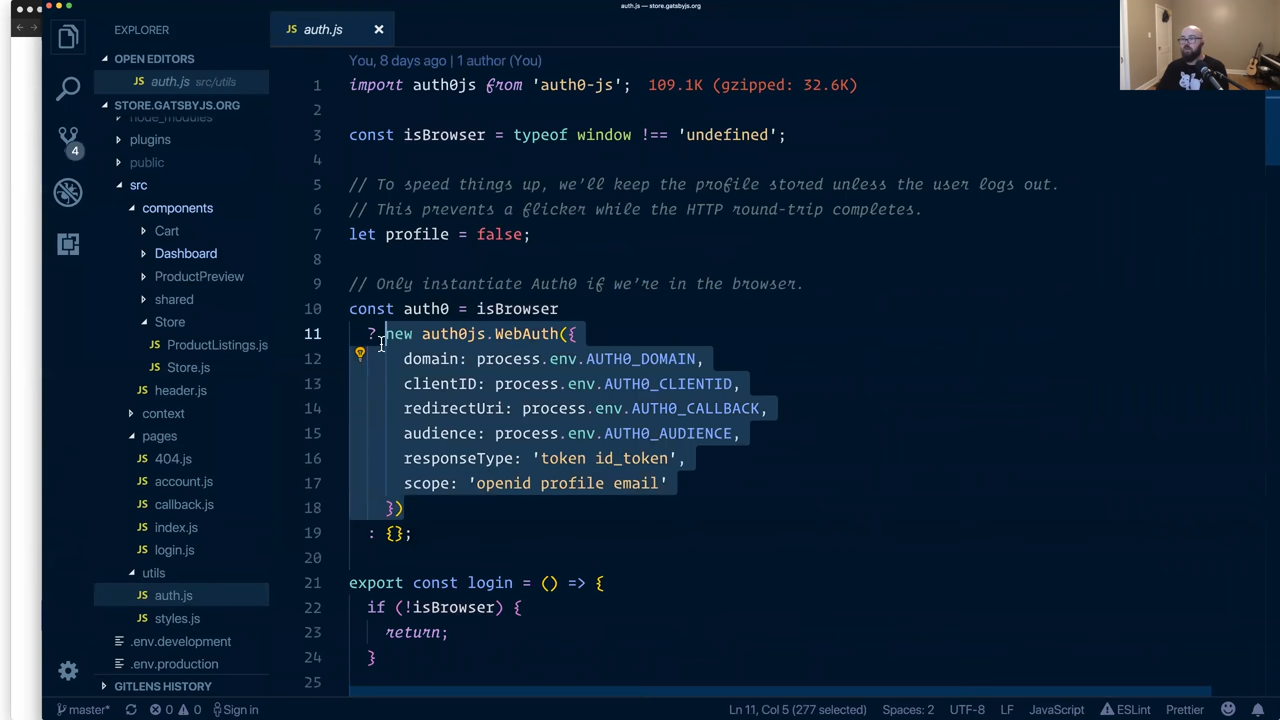 auth.js — store.gatsbyjs.org
EXPLORER
OPEN EDITORS
JS auth.js src/utils
STORE.GATSBYJS.ORG
node_modules
plugins
public
src
components
Cart
Dashboard
ProductPreview
shared
Store
JS ProductListings.js
JS Store.js
JS header.js
context
pages
JS 404.js
JS account.js
JS callback.js
JS index.js
JS login.js
utils
JS auth.js
JS styles.js
.env.development
.env.production
GITLENS HISTORY
4
JS auth.js
You, 8 days ago | 1 author (You)
1 import auth0js from 'auth0-js'; 109.1K (gzipped: 32.6K)
2
3 const isBrowser = typeof window !== 'undefined';
4
5 // To speed things up, we’ll keep the profile stored unless the user logs out.
6 // This prevents a flicker while the HTTP round-trip completes.
7 let profile = false;
8
9 // Only instantiate Auth0 if we’re in the browser.
10 const auth0 = isBrowser
11 ? new auth0js.WebAuth({
12 domain: process.env.AUTH0_DOMAIN,
13 clientID: process.env.AUTH0_CLIENTID,
14 redirectUri: process.env.AUTH0_CALLBACK,
15 audience: process.env.AUTH0_AUDIENCE,
16 responseType: 'token id_token',
17 scope: 'openid profile email'
18 })
19 : {};
20
21 export const login = () => {
22 if (!isBrowser) {
23 return;
24 }
25
master* 0 0 Sign in Ln 11, Col 5 (277 selected) Spaces: 2 UTF-8 LF JavaScript ESLint Prettier